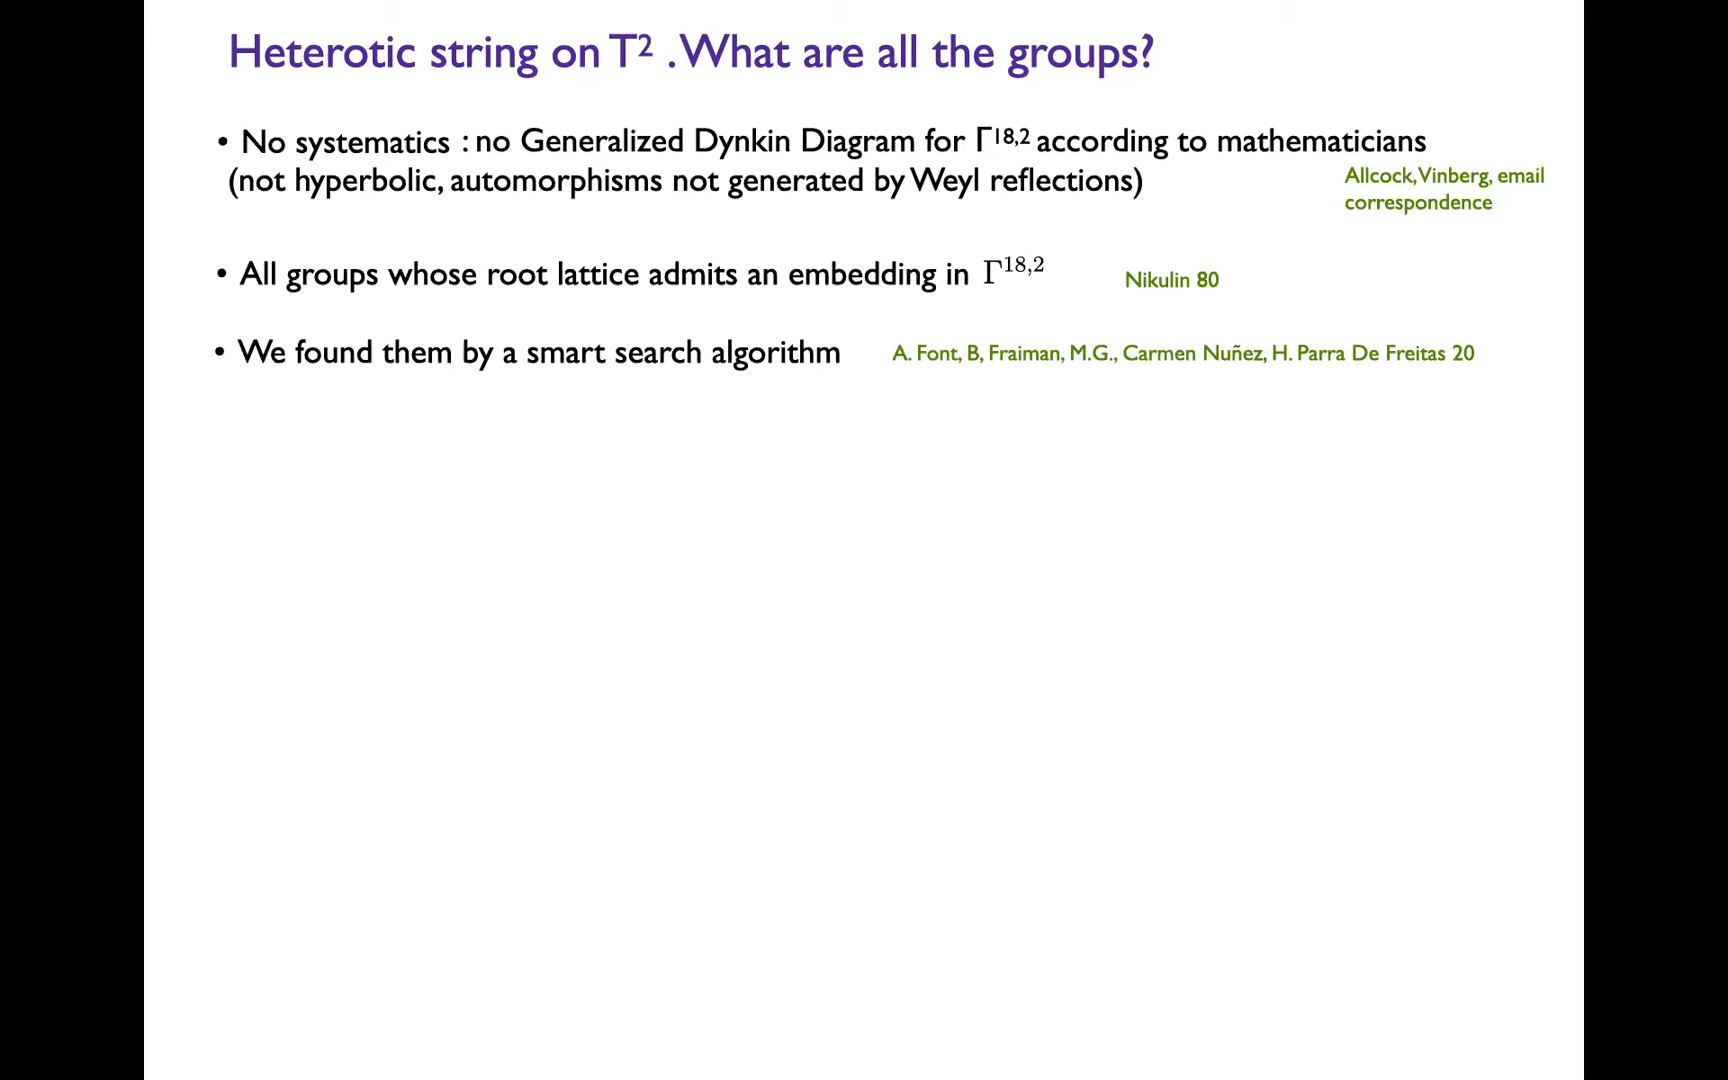 Heterotic string on T² . What are all the groups?
• No systematics : no Generalized Dynkin Diagram for Γ¹⁸,² according to mathematicians
(not hyperbolic, automorphisms not generated by Weyl reflections)
Allcock, Vinberg, email
correspondence
• All groups whose root lattice admits an embedding in Γ¹⁸,²
Nikulin 80
• We found them by a smart search algorithm
A. Font, B, Fraiman, M.G., Carmen Nuñez, H. Parra De Freitas 20